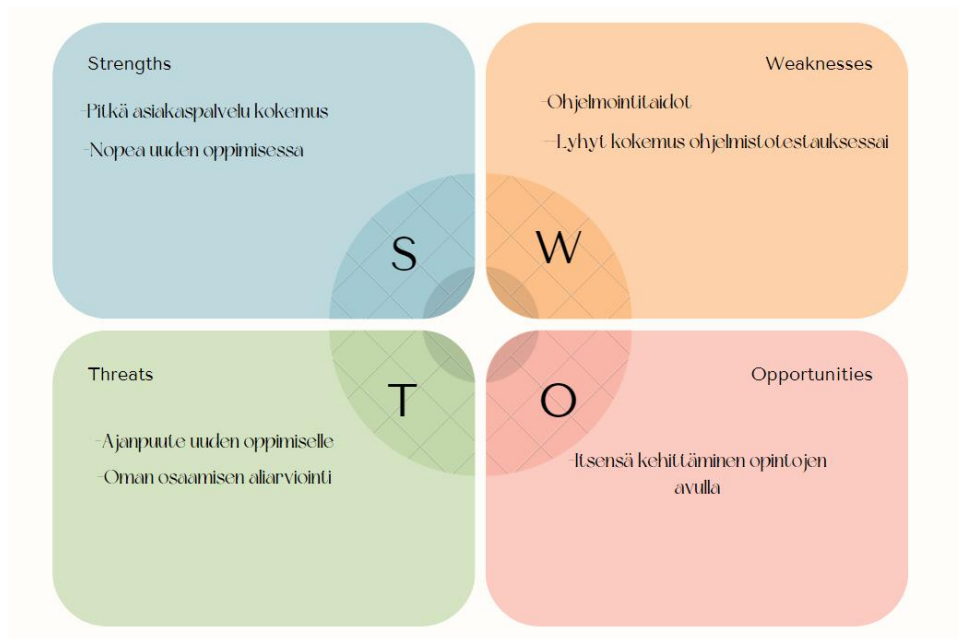 Strengths
-Pitkä asiakaspalvelu kokemus
-Nopea uuden oppimisessa
S
Weaknesses
-Ohjelmointitaidot
--Lyhyt kokemus ohjelmistotestauksessai
W
Threats
T
-Ajanpuute uuden oppimiselle
-Oman osaamisen aliarviointi
Opportunities
O
-Itsensä kehittäminen opintojen
avulla